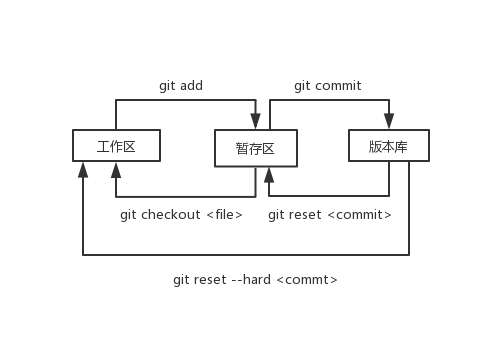 git add
git commit
工作区
暂存区
版本库
git checkout <file>
git reset <commit>
git reset --hard <commt>